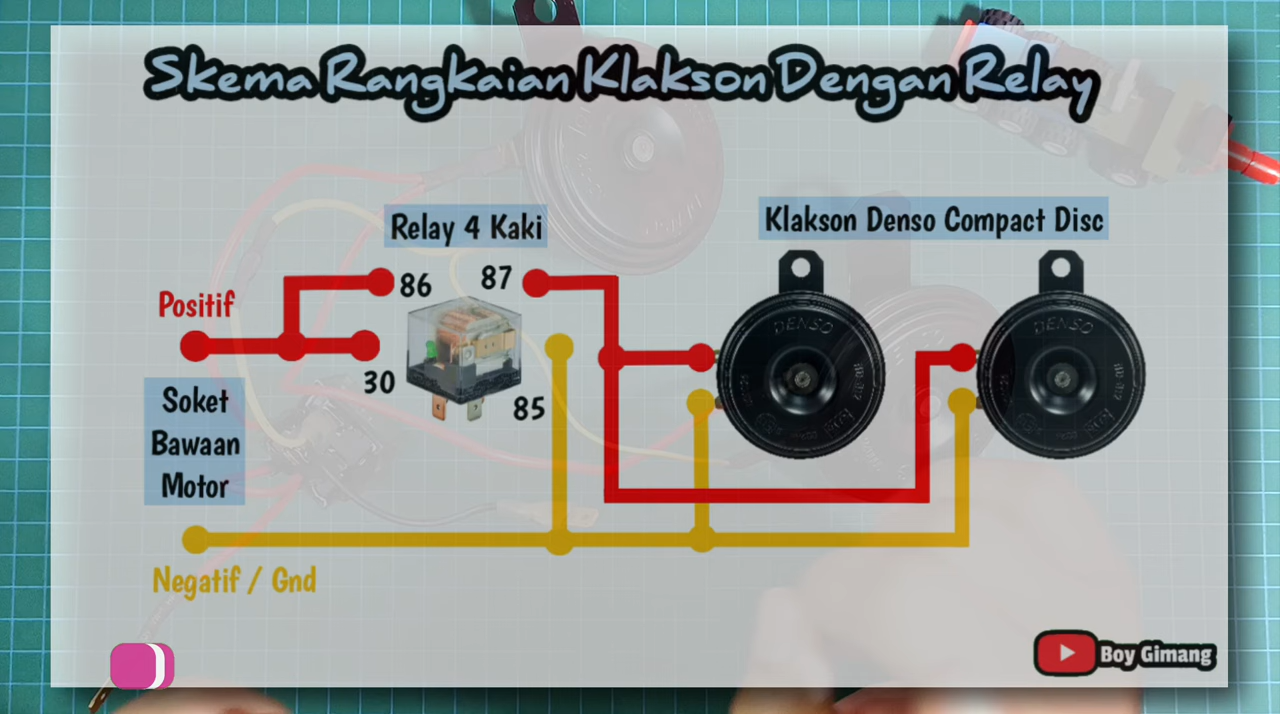 Skema Rangkaian Klakson Dengan Relay
Relay 4 Kaki
Klakson Denso Compact Disc
86
87
Positif
30
85
Soket
Bawaan
Motor
DENSO
DENSO
Negatif / Gnd
Boy Gimang